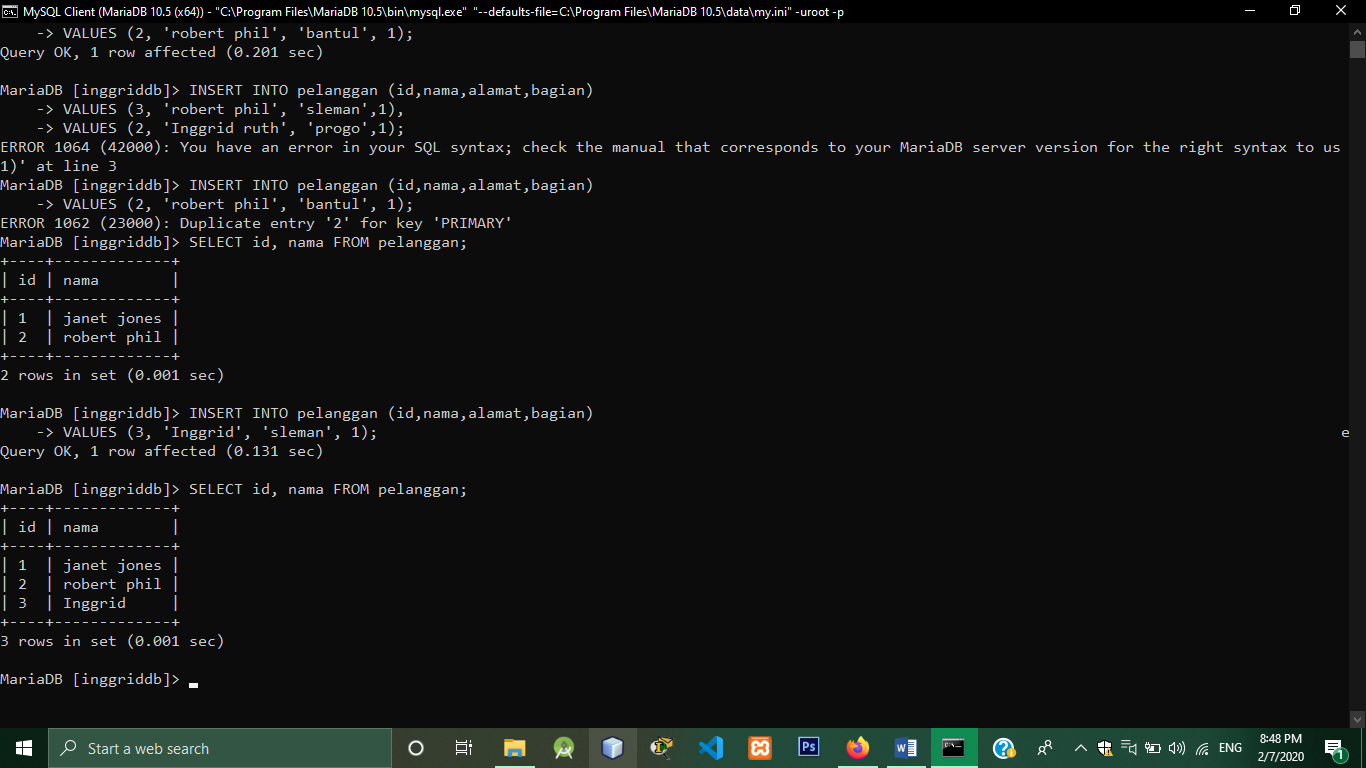 MySQL Client (MariaDB 10.5 (x64)) - "C:\Program Files\MariaDB 10.5\bin\mysql.exe" "--defaults-file=C:\Program Files\MariaDB 10.5\data\my.ini" -uroot -p
    -> VALUES (2, 'robert phil', 'bantul', 1);
Query OK, 1 row affected (0.201 sec)
MariaDB [inggriddb]> INSERT INTO pelanggan (id,nama,alamat,bagian)
    -> VALUES (3, 'robert phil', 'sleman',1),
    -> VALUES (2, 'Inggrid ruth', 'progo',1);
ERROR 1064 (42000): You have an error in your SQL syntax; check the manual that corresponds to your MariaDB server version for the right syntax to us
1)' at line 3
MariaDB [inggriddb]> INSERT INTO pelanggan (id,nama,alamat,bagian)
    -> VALUES (2, 'robert phil', 'bantul', 1);
ERROR 1062 (23000): Duplicate entry '2' for key 'PRIMARY'
MariaDB [inggriddb]> SELECT id, nama FROM pelanggan;
+----+-------------+
| id | nama        |
+----+-------------+
| 1  | janet jones |
| 2  | robert phil |
+----+-------------+
2 rows in set (0.001 sec)
MariaDB [inggriddb]> INSERT INTO pelanggan (id,nama,alamat,bagian)
    -> VALUES (3, 'Inggrid', 'sleman', 1); e
Query OK, 1 row affected (0.131 sec)
MariaDB [inggriddb]> SELECT id, nama FROM pelanggan;
+----+-------------+
| id | nama        |
+----+-------------+
| 1  | janet jones |
| 2  | robert phil |
| 3  | Inggrid     |
+----+-------------+
3 rows in set (0.001 sec)
MariaDB [inggriddb]> _
Start a web search
Ps
ENG
8:48 PM
2/7/2020
1